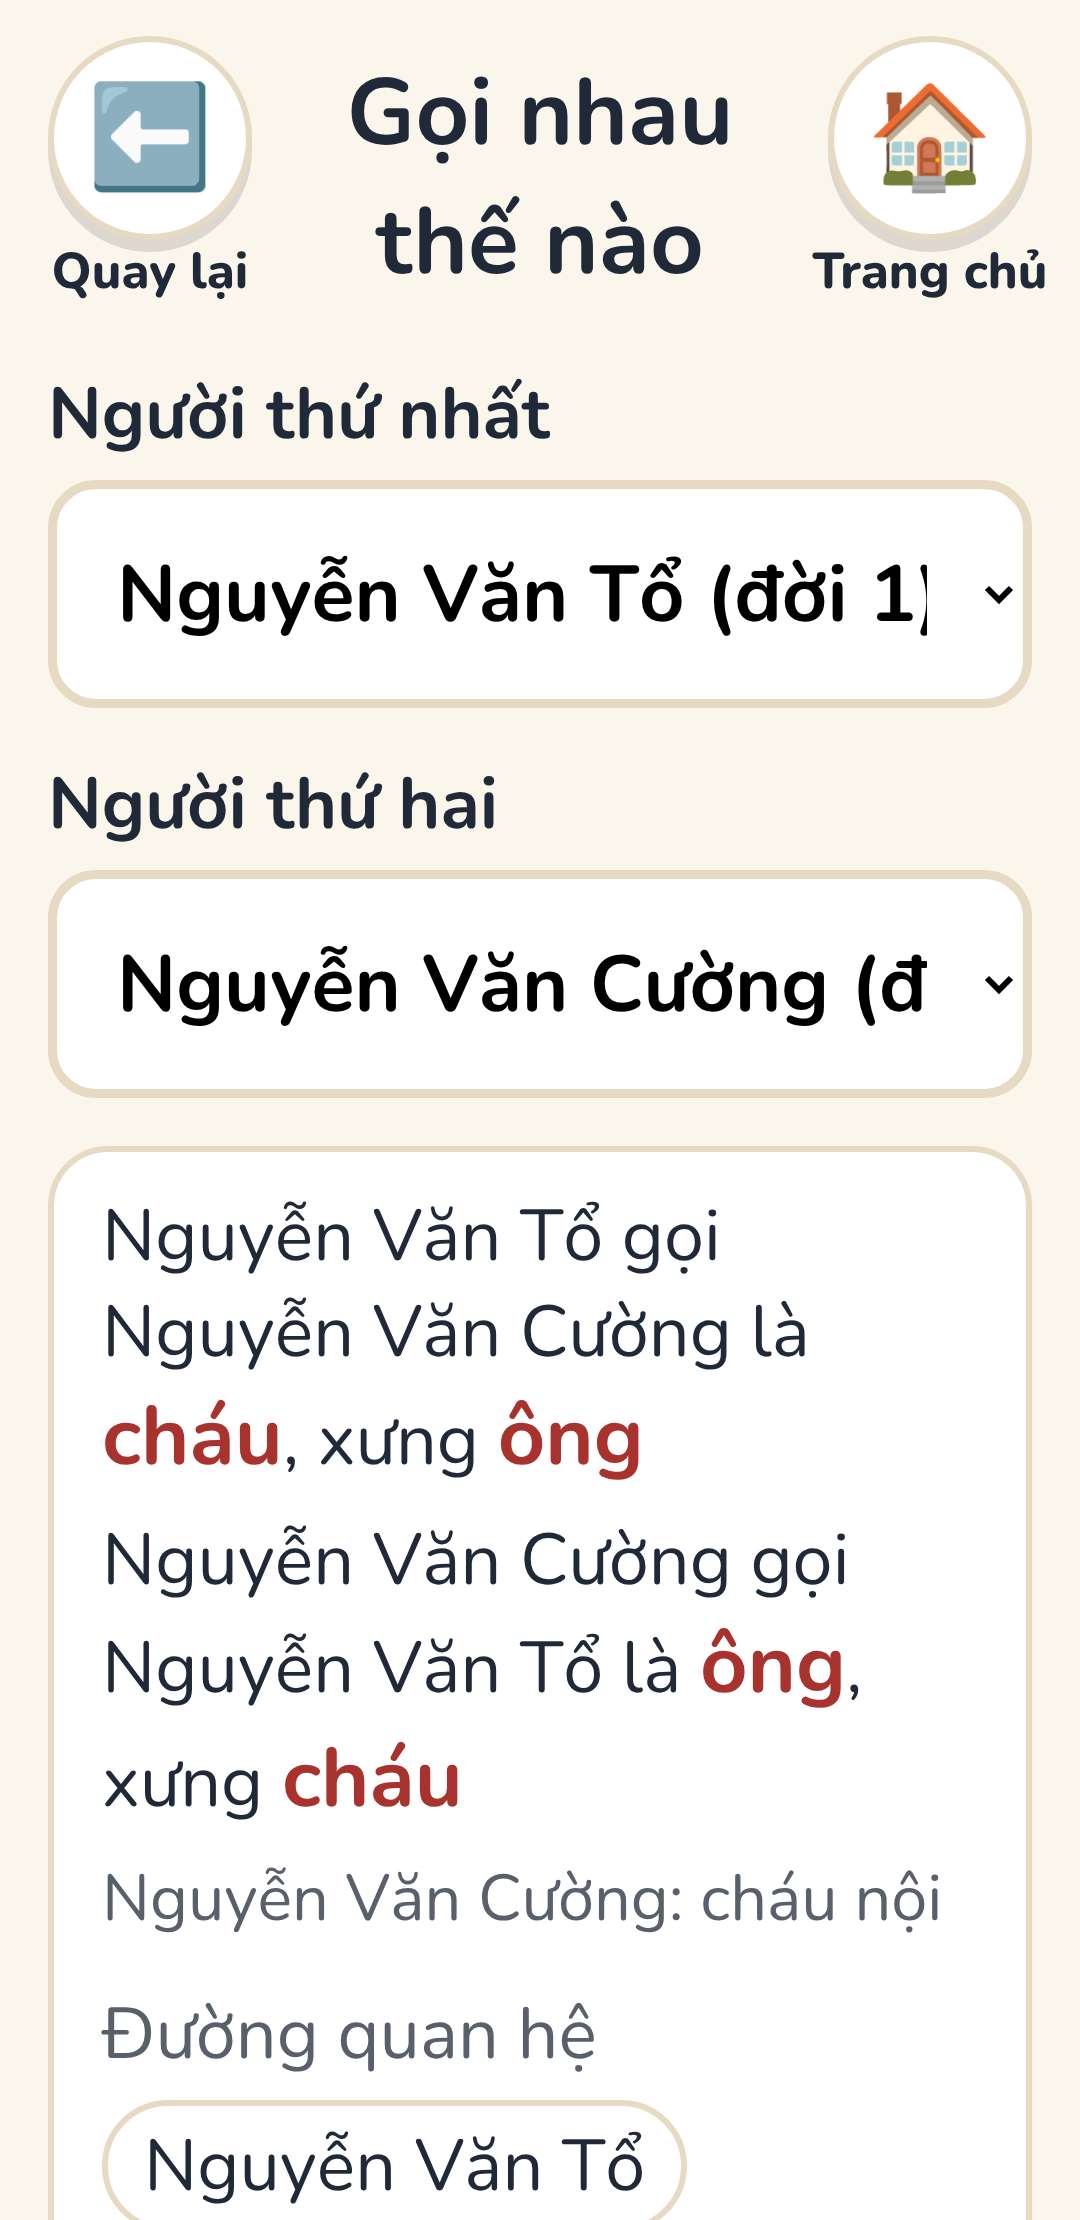 Gọi nhau
thế nào
Quay lại
Trang chủ
Người thứ nhất
Nguyễn Văn Tổ (đời 1)
Người thứ hai
Nguyễn Văn Cường (đ
Nguyễn Văn Tổ gọi
Nguyễn Văn Cường là
cháu, xưng ông
Nguyễn Văn Cường gọi
Nguyễn Văn Tổ là ông,
xưng cháu
Nguyễn Văn Cường: cháu nội
Đường quan hệ
Nguyễn Văn Tổ